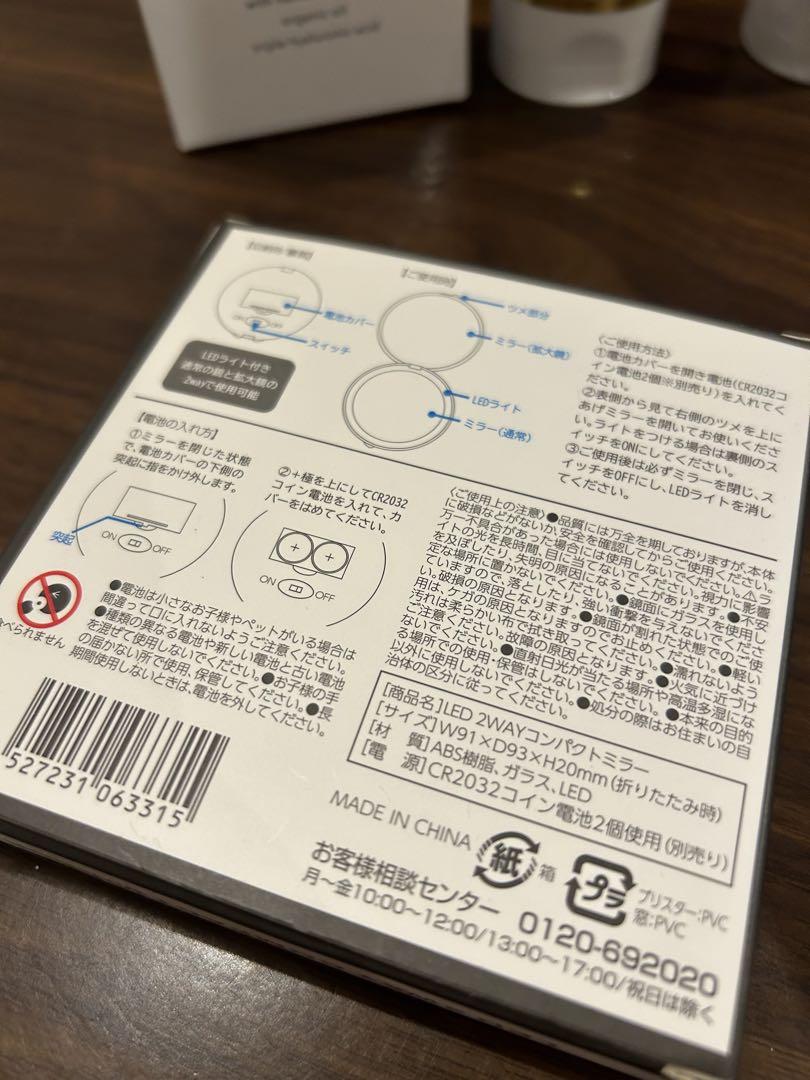 organic oil
【ご使用時】
電池カバー
スイッチ
ON
OFF
LEDライト付き
通常の鏡と拡大鏡の
2wayで使用可能
ツメ部分
ミラー(拡大鏡)
LEDライト
ミラー(通常)
〈ご使用方法〉
①電池カバーを開き電池(CR2032コ
イン電池2個※別売り)を入れてく
ださい。
②表側から見て右側のツメを上に
あげミラーを開いてお使いくださ
い。ライトをつける場合は裏側のス
イッチをONにしてください。
③ご使用後は必ずミラーを閉じ、ス
イッチをOFFにし、LEDライトを消し
てください。
【電池の入れ方】
①ミラーを閉じた状態
で、電池カバーの下側の
突起に指をかけ外します。
突起
ON
OFF
②+極を上にしてCR2032
コイン電池を入れて、カ
バーをはめてください。
+ +
ON
OFF
食べられません
●電池は小さなお子様やペットがいる場合は
間違って口に入れないようご注意ください。
●種類の異なる電池や新しい電池と古い電池
を混ぜて使用しないでください。●お子様の手
の届かない所で使用、保管してください。●長
期間使用しないときは、電池を外してください。
〈ご使用上の注意〉●品質には万全を期しておりますが、本体
に破損などがないか、安全を確認してからご使用ください。
万一不具合があった場合には使用しないでください。⚠ラ
イトの光を長時間、目に当てないでください。視力に影響
を及ぼしたり、失明の原因になることがあります。●不安
定な場所に置かないでください。●鏡面にガラスを使用し
ていますので、落としたり、強い衝撃を与えないでくださ
い。破損の原因となります。●鏡面が割れた状態でのご使
用は、ケガの原因となりますのでお止めください。●軽い
汚れは柔らかい布で拭き取ってください。●濡れないよう
ご注意ください。故障の原因となります。●火気に近づけ
ないでください。●直射日光が当たる場所や高温多湿にな
る場所での使用・保管はしないでください。●本来の目的
以外に使用しないでください。●処分の際はお住まいの自
治体の区分に従ってください。
[商品名]LED 2WAYコンパクトミラー
[サイズ]W91×D93×H20mm(折りたたみ時)
[材 質]ABS樹脂、ガラス、LED
[電 源]CR2032コイン電池2個使用(別売り)
527231 063315
MADE IN CHINA
紙
箱
プラ
ブリスター:PVC
窓:PVC
お客様相談センター 0120-692020
月～金10:00～12:00/13:00～17:00/祝日は除く